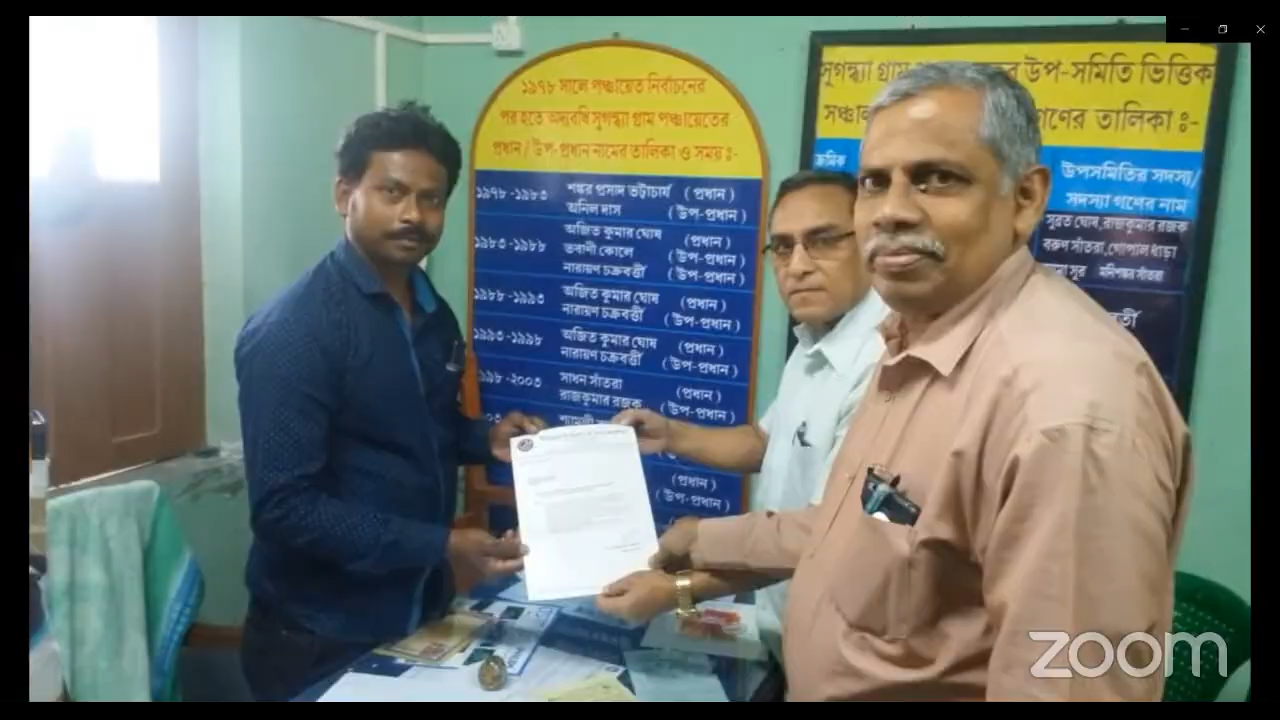 ১৯৭৮ সালে পঞ্চায়েত নির্বাচনের
পর হতে অদ্যবধি সুগন্ধ্যা গ্রাম পঞ্চায়েতের
প্রধান / উপ-প্রধান নামের তালিকা ও সময় ঃ-
১৯৭৮-১৯৮৩ শঙ্কর প্রসাদ ভট্টাচার্য (প্রধান)
অনিল দাস (উপ-প্রধান)
১৯৮৩-১৯৮৮ অজিত কুমার ঘোষ (প্রধান)
ভবানী কোলে (উপ-প্রধান)
নারায়ণ চক্রবর্ত্তী (উপ-প্রধান)
১৯৮৮-১৯৯৩ অজিত কুমার ঘোষ (প্রধান)
নারায়ণ চক্রবর্ত্তী (উপ-প্রধান)
১৯৯৩-১৯৯৮ অজিত কুমার ঘোষ (প্রধান)
নারায়ণ চক্রবর্ত্তী (উপ-প্রধান)
১৯৮-২০০৩ সাধন সাঁতরা (প্রধান)
রাজকুমার রজক (উপ-প্রধান)
(প্রধান)
(উপ-প্রধান)
সুগন্ধ্যা গ্রাম উপ-সমিতি ভিত্তিক
তালিকা ঃ-
ক্রমিক
উপসমিতির সদস্য/
সদস্যা গণের নাম
সুব্রত ঘোষ,রাজকুমার রজক
বরুণ সাঁতরা,গোপাল ধাড়া
সুর মনিশঙ্কর সাঁতরা
zoom